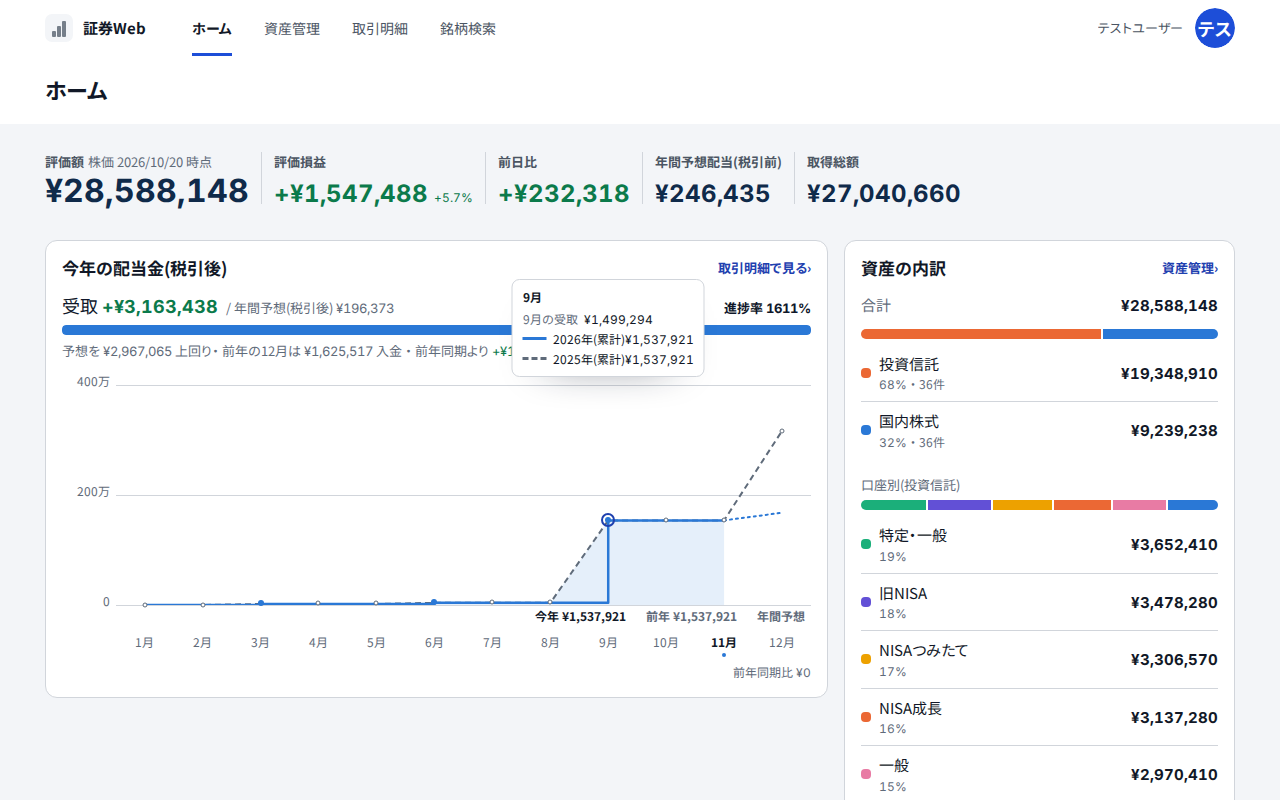 証券Web ホーム 資産管理 取引明細 銘柄検索 テストユーザー テス
ホーム
評価額 株価 2026/10/20 時点
¥28,588,148
評価損益
+¥1,547,488 +5.7%
前日比
+¥232,318
年間予想配当(税引前)
¥246,435
取得総額
¥27,040,660
今年の配当金(税引後) 取引明細で見る›
受取 +¥3,163,438 / 年間予想(税引後) ¥196,373 進捗率 1611%
予想を ¥2,967,065 上回り・前年の12月は ¥1,625,517 入金・前年同期より +¥1
9月
9月の受取 ¥1,499,294
2026年(累計)¥1,537,921
2025年(累計)¥1,537,921
400万
200万
0
今年 ¥1,537,921 前年 ¥1,537,921 年間予想
1月 2月 3月 4月 5月 6月 7月 8月 9月 10月 11月 12月
前年同期比 ¥0
資産の内訳 資産管理›
合計 ¥28,588,148
投資信託 ¥19,348,910
68%・36件
国内株式 ¥9,239,238
32%・36件
口座別(投資信託)
特定・一般 ¥3,652,410
19%
旧NISA ¥3,478,280
18%
NISAつみたて ¥3,306,570
17%
NISA成長 ¥3,137,280
16%
一般 ¥2,970,410
15%